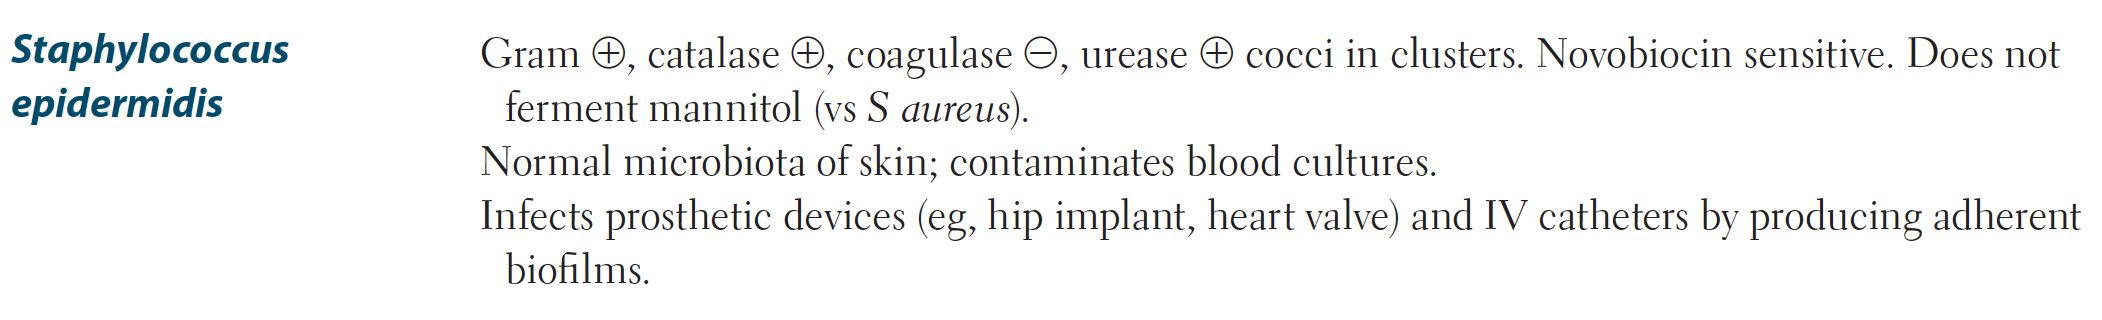 Staphylococcus
epidermidis
Gram ⊕, catalase ⊕, coagulase ⊖, urease ⊕ cocci in clusters. Novobiocin sensitive. Does not
ferment mannitol (vs S aureus).
Normal microbiota of skin; contaminates blood cultures.
Infects prosthetic devices (eg, hip implant, heart valve) and IV catheters by producing adherent
biofilms.